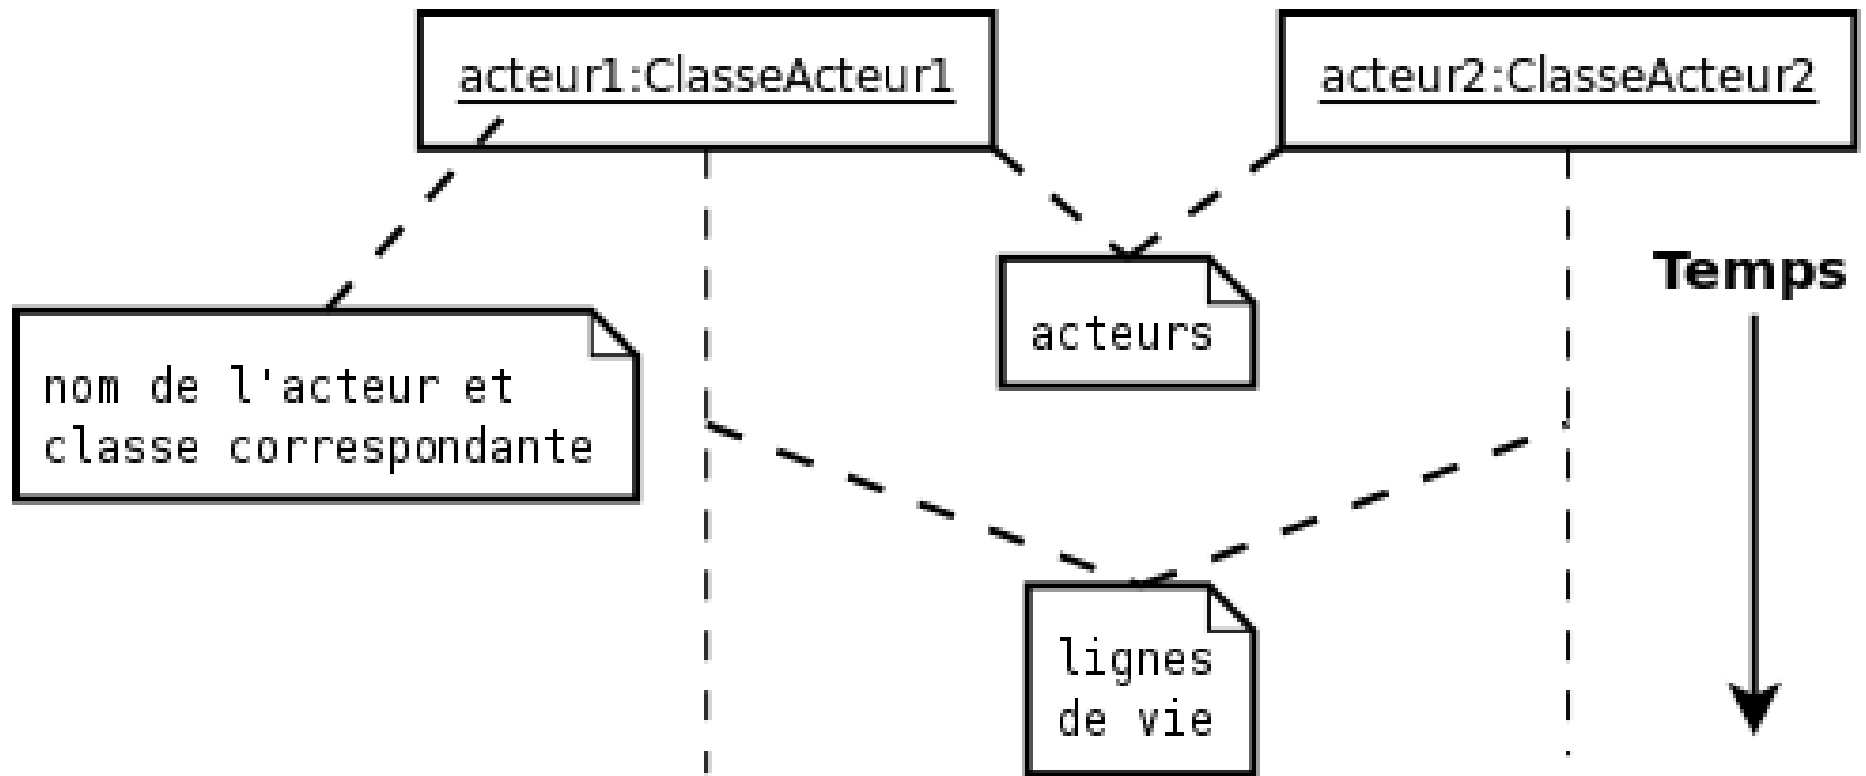 acteur1:ClasseActeur1
acteur2:ClasseActeur2
Temps
acteurs
nom de l'acteur et
classe correspondante
lignes
de vie